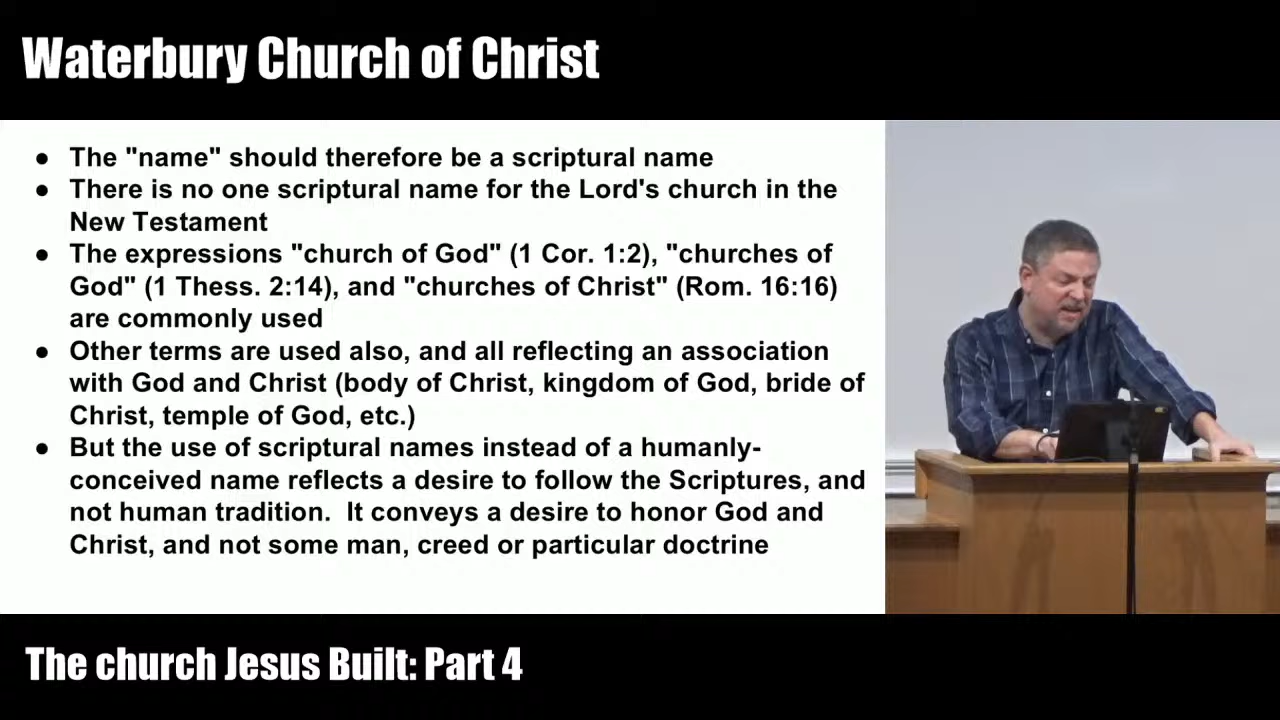 Waterbury Church of Christ
● The "name" should therefore be a scriptural name
● There is no one scriptural name for the Lord's church in the
New Testament
● The expressions "church of God" (1 Cor. 1:2), "churches of
God" (1 Thess. 2:14), and "churches of Christ" (Rom. 16:16)
are commonly used
● Other terms are used also, and all reflecting an association
with God and Christ (body of Christ, kingdom of God, bride of
Christ, temple of God, etc.)
● But the use of scriptural names instead of a humanly-
conceived name reflects a desire to follow the Scriptures, and
not human tradition.  It conveys a desire to honor God and
Christ, and not some man, creed or particular doctrine
The church Jesus Built: Part 4